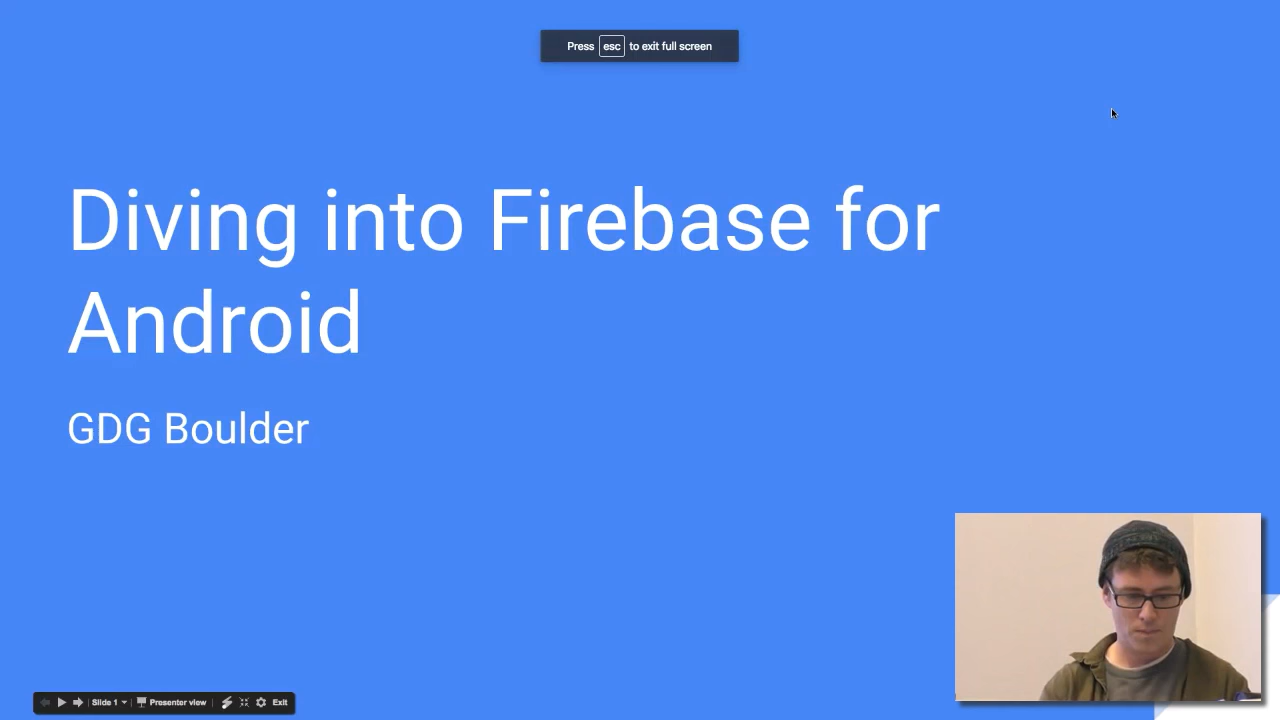 Press esc to exit full screen
Diving into Firebase for
Android
GDG Boulder
Slide 1
Presenter view
Exit